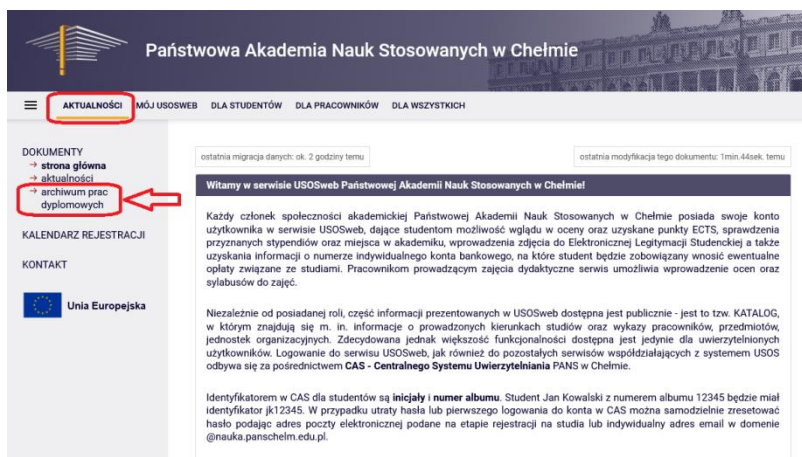 Państwowa Akademia Nauk Stosowanych w Chełmie
AKTUALNOŚCI MÓJ USOSWEB DLA STUDENTÓW DLA PRACOWNIKÓW DLA WSZYSTKICH
DOKUMENTY
strona główna
aktualności
archiwum prac
dyplomowych
KALENDARZ REJESTRACJI
KONTAKT
Unia Europejska
ostatnia migracja danych: ok. 2 godziny temu
ostatnia modyfikacja tego dokumentu: 1min.44sek. temu
Witamy w serwisie USOSweb Państwowej Akademii Nauk Stosowanych w Chełmie!
Każdy członek społeczności akademickiej Państwowej Akademii Nauk Stosowanych w Chełmie posiada swoje konto
użytkownika w serwisie USOSweb, dające studentom możliwość wglądu w oceny oraz uzyskane punkty ECTS, sprawdzenia
przyznanych stypendiów oraz miejsca w akademiku, wprowadzenia zdjęcia do Elektronicznej Legitymacji Studenckiej a także
uzyskania informacji o numerze indywidualnego konta bankowego, na które student będzie zobowiązany wnosić ewentualne
opłaty związane ze studiami. Pracownikom prowadzącym zajęcia dydaktyczne serwis umożliwia wprowadzenie ocen oraz
sylabusów do zajęć.
Niezależnie od posiadanej roli, część informacji prezentowanych w USOSweb dostępna jest publicznie - jest to tzw. KATALOG,
w którym znajdują się m. in. informacje o prowadzonych kierunkach studiów oraz wykazy pracowników, przedmiotów,
jednostek organizacyjnych. Zdecydowana jednak większość funkcjonalności dostępna jest jedynie dla uwierzytelnionych
użytkowników. Logowanie do serwisu USOSweb, jak również do pozostałych serwisów współdziałających z systemem USOS
odbywa się za pośrednictwem CAS - Centralnego Systemu Uwierzytelniania PANS w Chełmie.
Identyfikatorem w CAS dla studentów są inicjały i numer albumu. Student Jan Kowalski z numerem albumu 12345 będzie miał
identyfikator jk12345. W przypadku utraty hasła lub pierwszego logowania do konta w CAS można samodzielnie zresetować
hasło podając adres poczty elektronicznej podane na etapie rejestracji na studia lub indywidualny adres email w domenie
@nauka.panschelm.edu.pl.